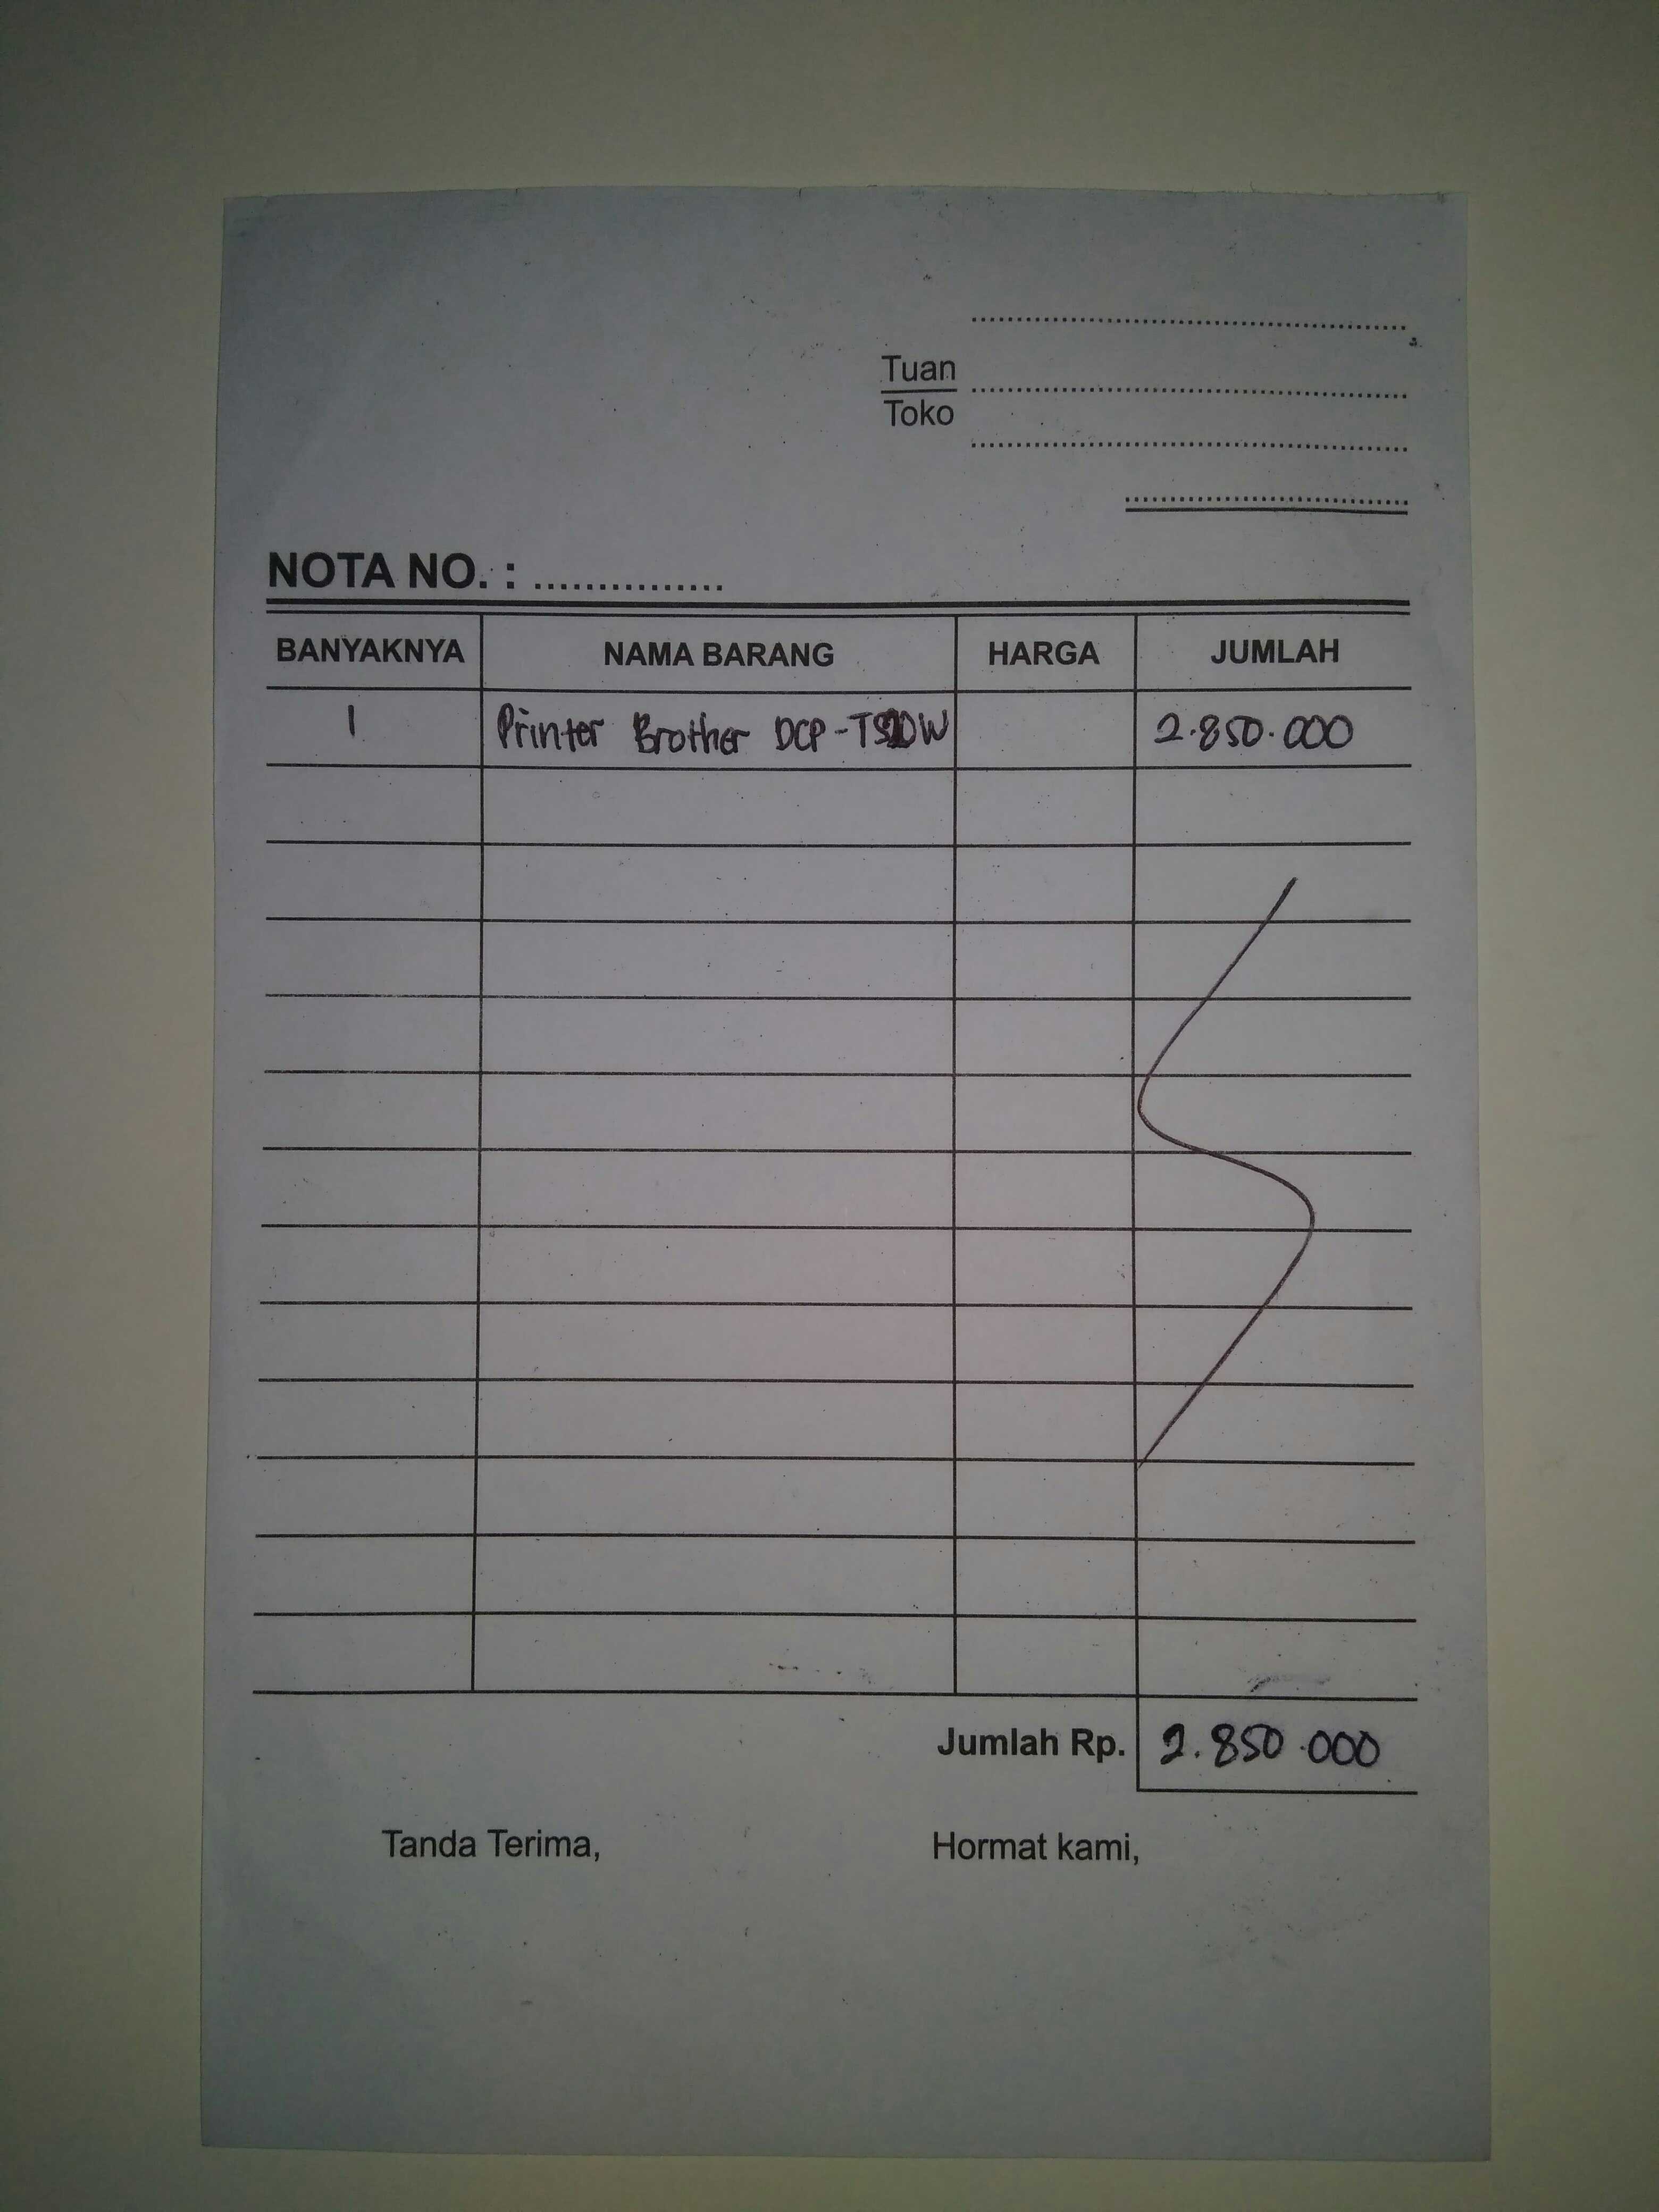 Tuan
Toko
NOTA NO. : ...............
BANYAKNYA NAMA BARANG HARGA JUMLAH
1 Printer Brother 2.850.000
Jumlah Rp. 2.850.000
Tanda Terima, Hormat kami,